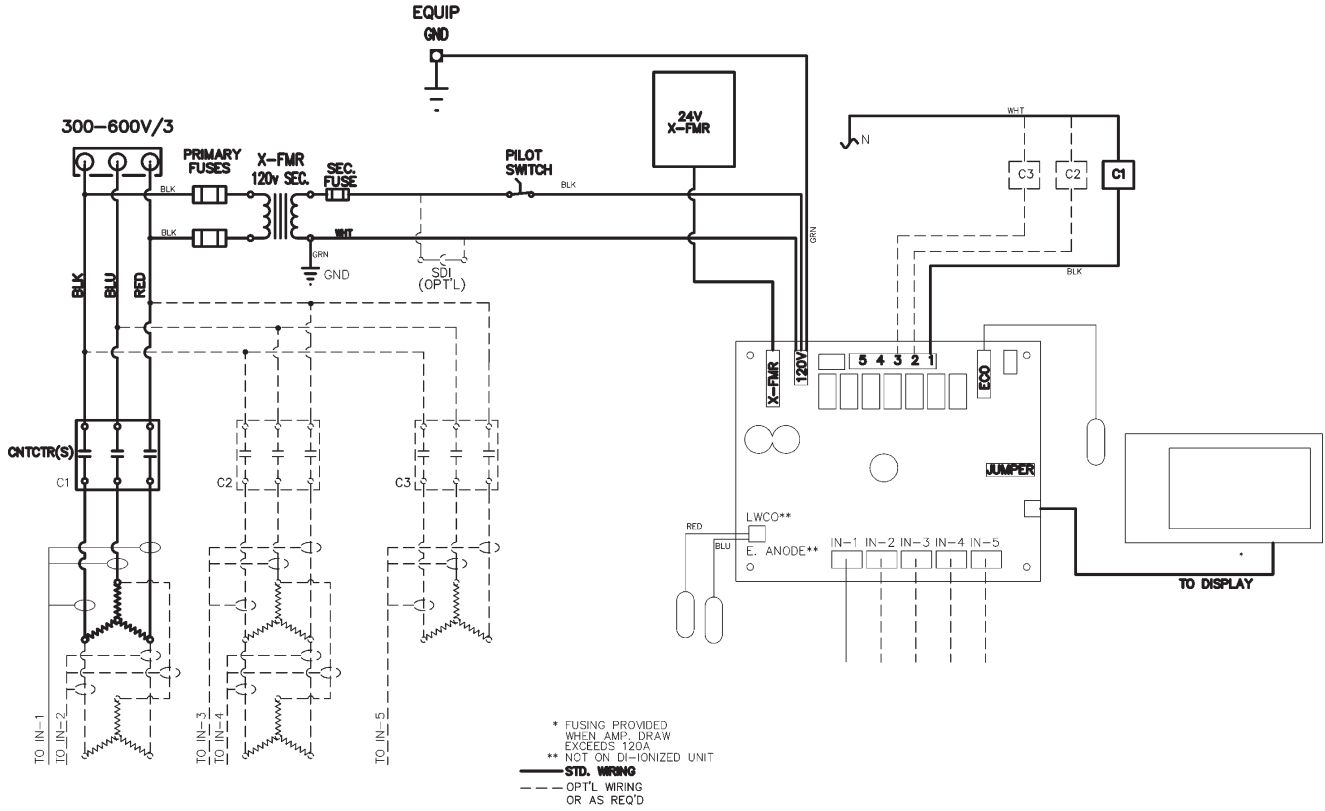 EQUIP
GND
300-600V/3
PRIMARY
FUSES
X-FMR
120v SEC.
SEC.
FUSE
PILOT
SWITCH
24V
X-FMR
WHT
N
C3
C2
C1
BLK
BLK
BLK
BLK
WHT
GRN
GRN
GND
SDI
(OPT'L)
BLK
BLU
RED
X-FMR
120V
5 4 3 2 1
ECO
JUMPER
CNTCTR(S)
C1
C2
C3
LWCO**
RED
BLU
E. ANODE**
IN-1 IN-2 IN-3 IN-4 IN-5
TO DISPLAY
TO IN-1
TO IN-2
TO IN-3
TO IN-4
TO IN-5
* FUSING PROVIDED
WHEN AMP. DRAW
EXCEEDS 120A
** NOT ON DI-IONIZED UNIT
STD. WIRING
OPT'L WIRING
OR AS REQ'D